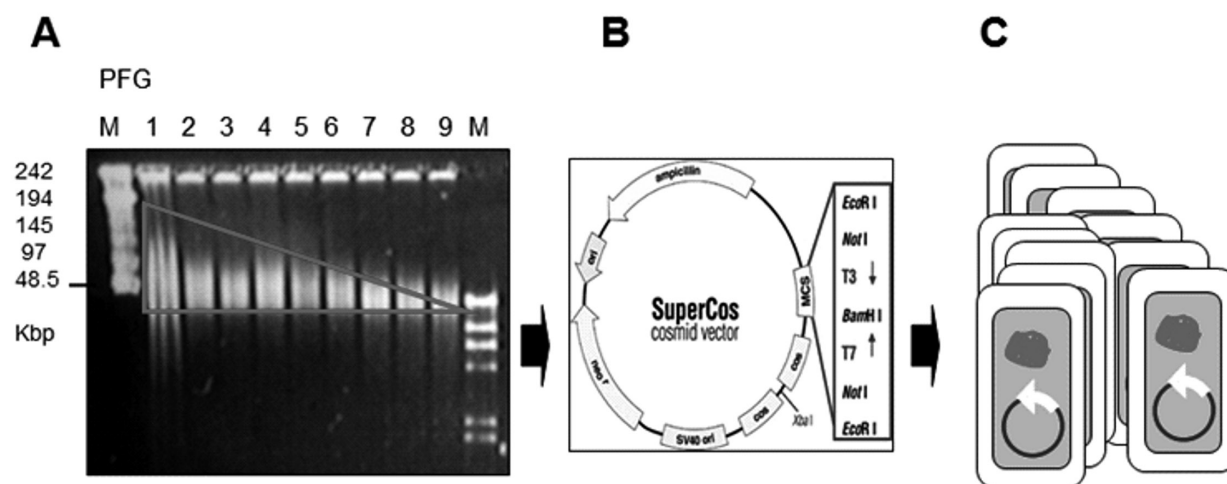 A
PFG
M 1 2 3 4 5 6 7 8 9 M
242
194
145
97
48.5
Kbp
B
ampicillin
ori
neo r
SV40 ori
cos
cos
XbaI
MCS
SuperCos
cosmid vector
EcoR I
Not I
T3 ↓
BamH I
T7 ↑
Not I
EcoR I
C